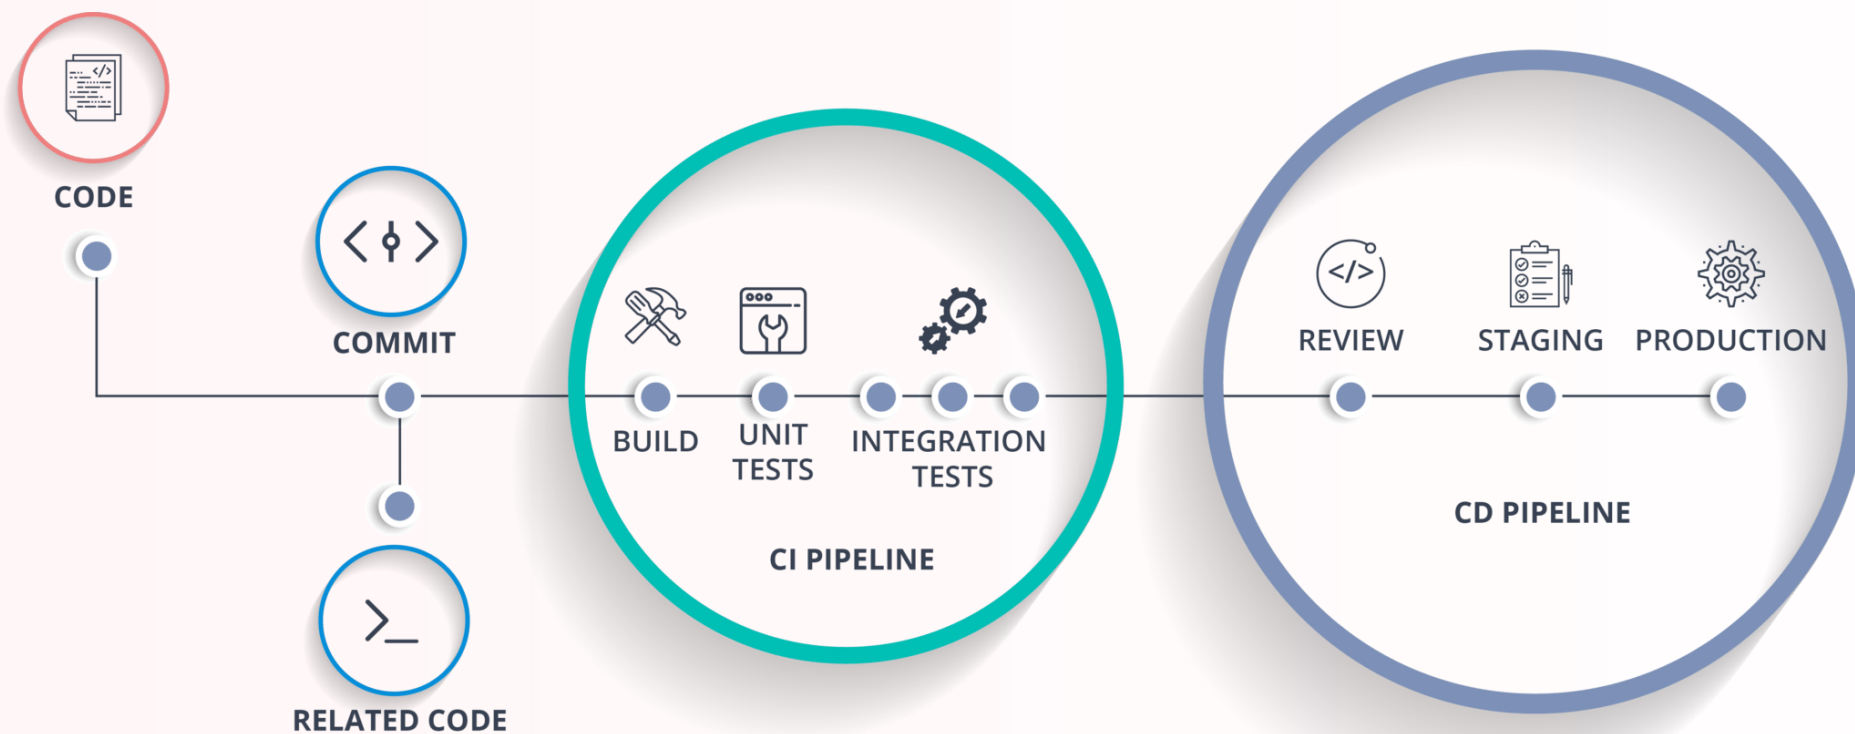 CODE
COMMIT
RELATED CODE
BUILD
UNIT
TESTS
INTEGRATION
TESTS
CI PIPELINE
REVIEW
STAGING
PRODUCTION
CD PIPELINE